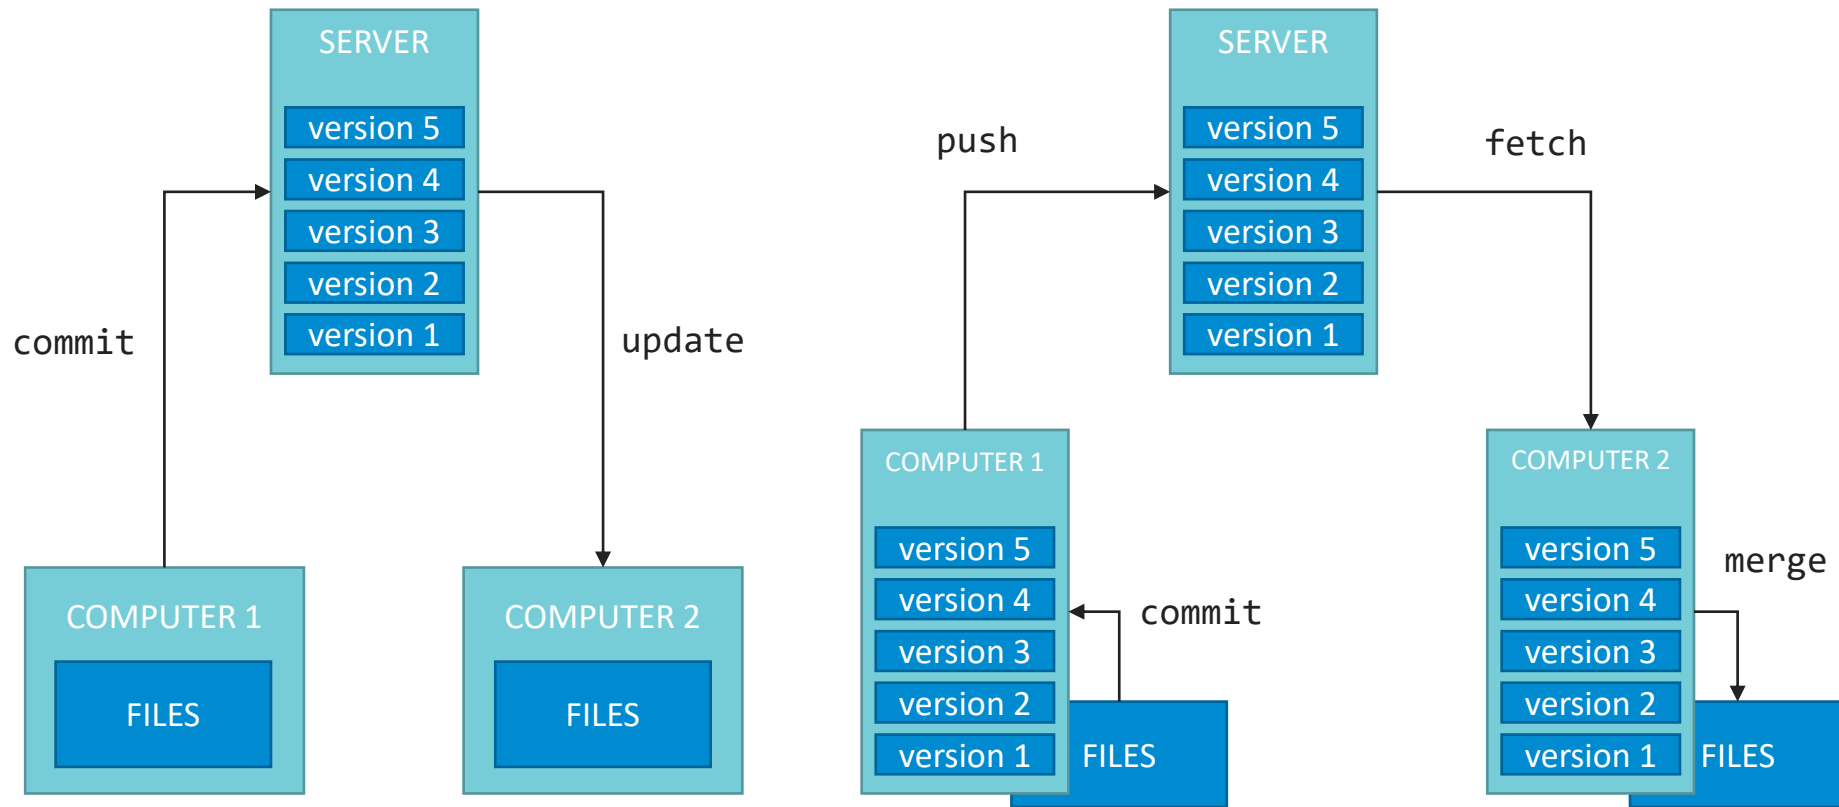 SERVER
version 5
version 4
version 3
version 2
version 1
commit
update
COMPUTER 1
FILES
COMPUTER 2
FILES
SERVER
version 5
version 4
version 3
version 2
version 1
push
fetch
COMPUTER 1
version 5
version 4
version 3
version 2
version 1
commit
FILES
COMPUTER 2
version 5
version 4
version 3
version 2
version 1
merge
FILES